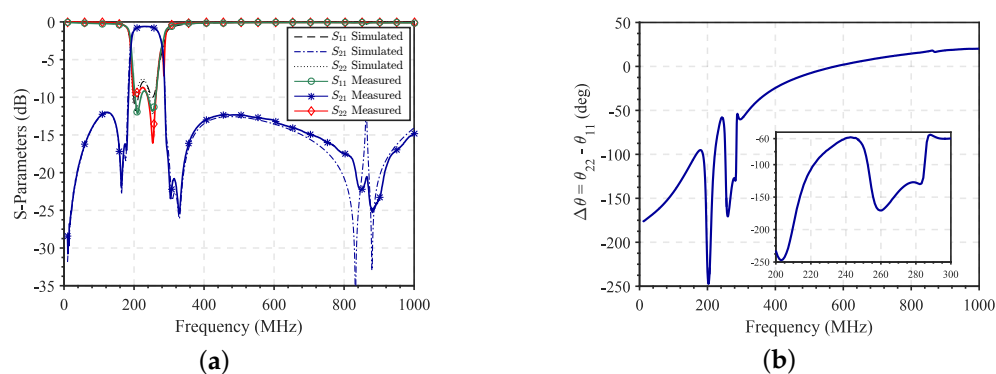 S-Parameters (dB)
0
-5
-10
-15
-20
-25
-30
-35
S11 Simulated
S21 Simulated
S22 Simulated
S11 Measured
S21 Measured
S22 Measured
0 200 400 600 800 1000
Frequency (MHz)
(a)
Δθ = θ22 - θ11 (deg)
50
0
-50
-100
-150
-200
-250
-60
-100
-150
-200
-250
200 220 240 260 280 300
0 200 400 600 800 1000
Frequency (MHz)
(b)